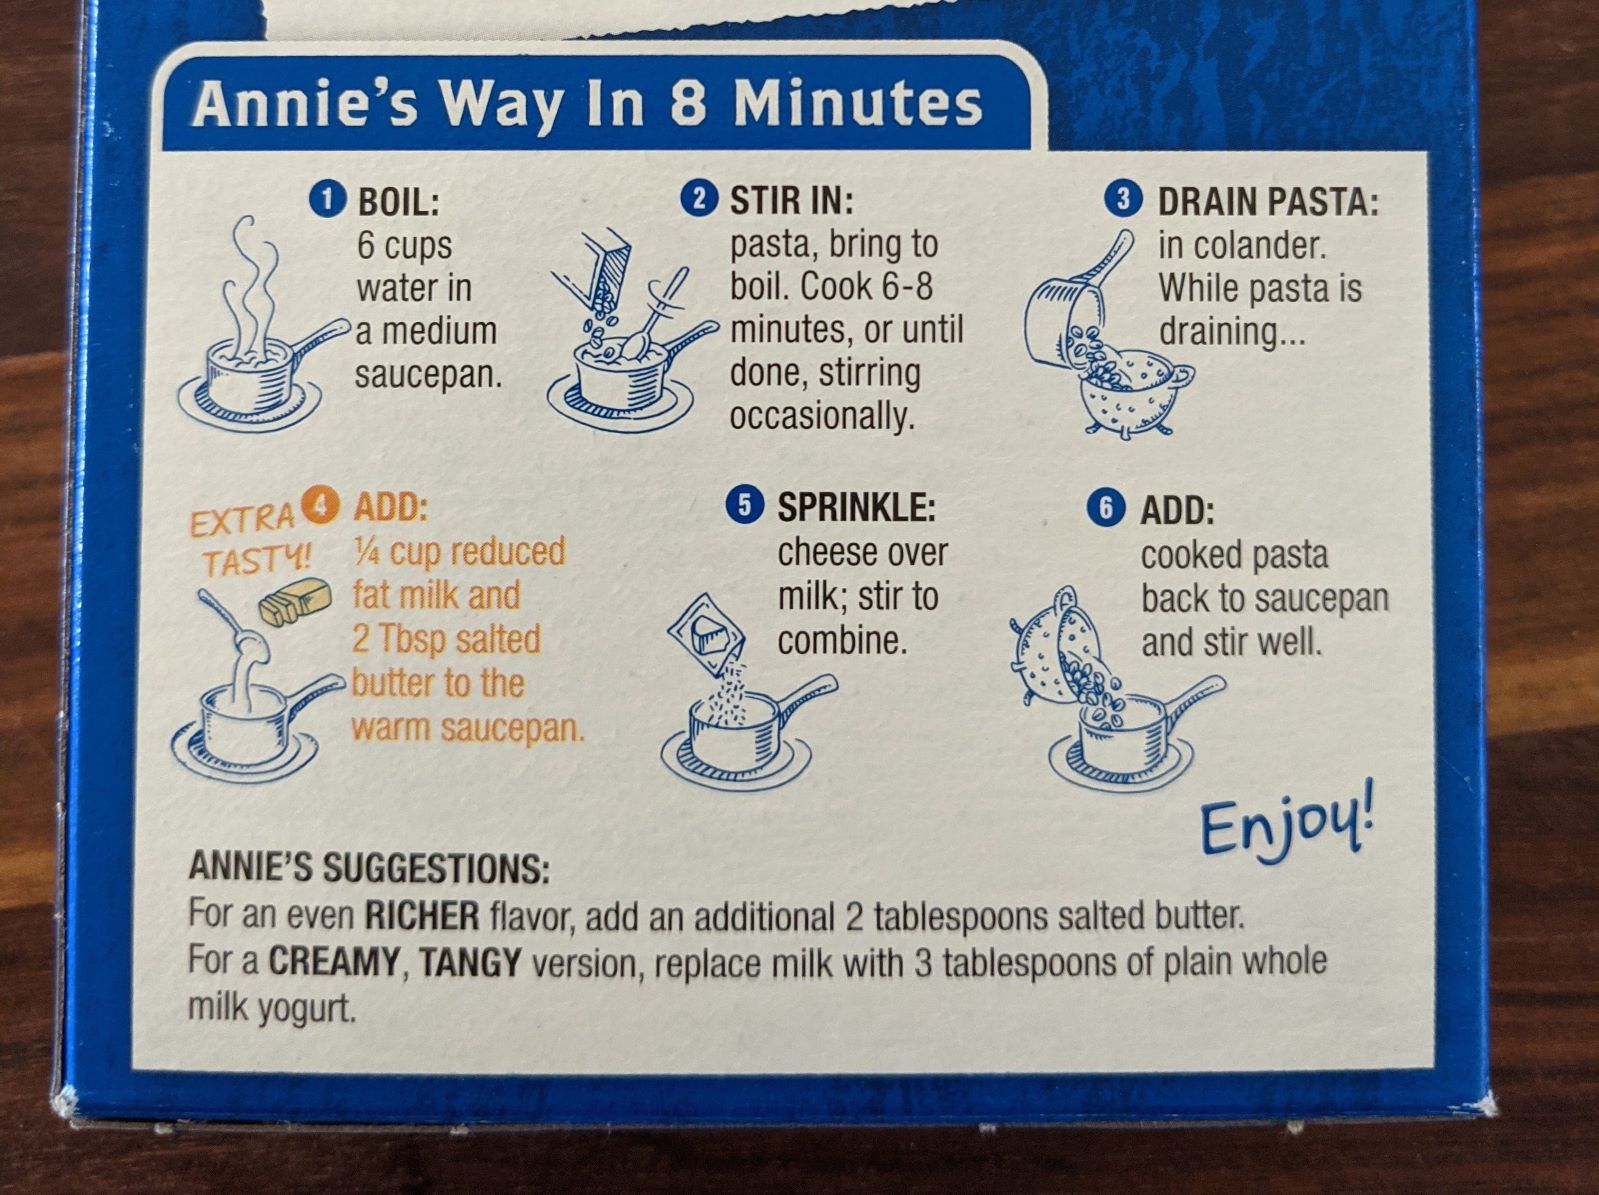 Annie's Way In 8 Minutes
1 BOIL:
6 cups
water in
a medium
saucepan.
2 STIR IN:
pasta, bring to
boil. Cook 6-8
minutes, or until
done, stirring
occasionally.
3 DRAIN PASTA:
in colander.
While pasta is
draining...
EXTRA
TASTY!
4 ADD:
¼ cup reduced
fat milk and
2 Tbsp salted
butter to the
warm saucepan.
5 SPRINKLE:
cheese over
milk; stir to
combine.
6 ADD:
cooked pasta
back to saucepan
and stir well.
Enjoy!
ANNIE'S SUGGESTIONS:
For an even RICHER flavor, add an additional 2 tablespoons salted butter.
For a CREAMY, TANGY version, replace milk with 3 tablespoons of plain whole
milk yogurt.